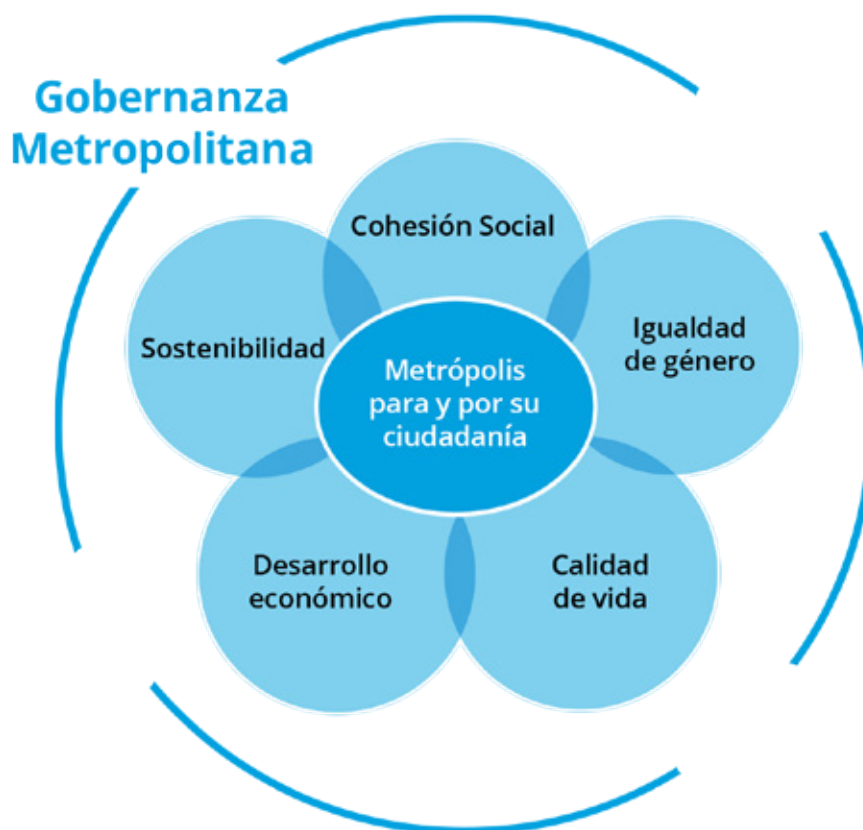 Gobernanza
Metropolitana
Cohesión Social
Igualdad
de género
Sostenibilidad
Metrópolis
para y por su
ciudadanía
Desarrollo
económico
Calidad
de vida